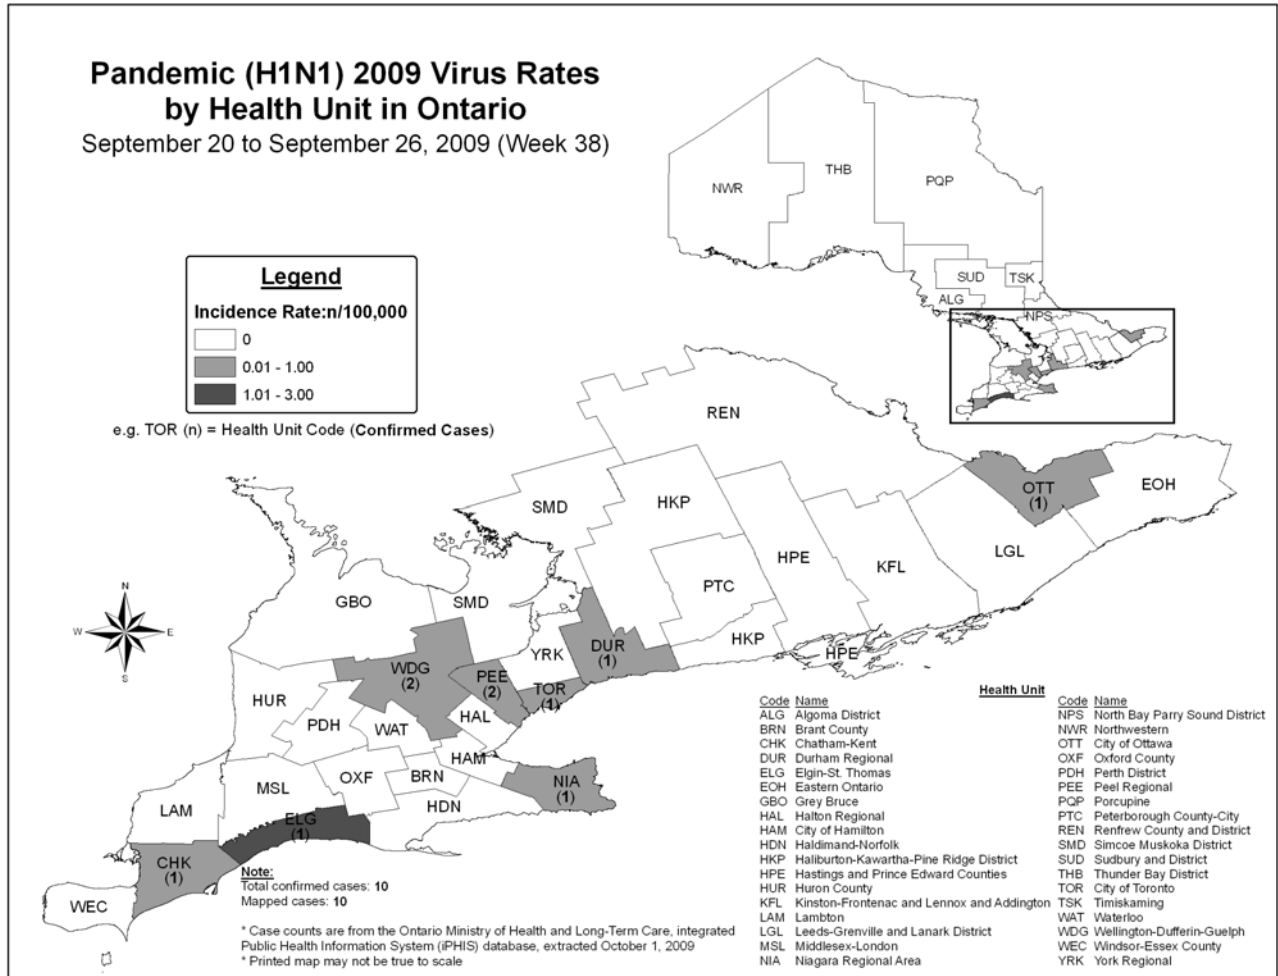 Pandemic (H1N1) 2009 Virus Rates
by Health Unit in Ontario
September 20 to September 26, 2009 (Week 38)
Legend
Incidence Rate:n/100,000
0
0.01 - 1.00
1.01 - 3.00
e.g. TOR (n) = Health Unit Code (Confirmed Cases)
NWR
THB
PQP
SUD
TSK
ALG
NPS
REN
SMD
HKP
OTT
(1)
EOH
HPE
LGL
KFL
PTC
GBO
SMD
HKP
DUR
(1)
YRK
HPE
WDG
(2)
PEE
(2)
TOR
(1)
HUR
PDH
WAT
HAL
HAM
NIA
(1)
MSL
OXF
BRN
HDN
LAM
ELG
(1)
CHK
(1)
WEC
N
W
E
S
Note:
Total confirmed cases: 10
Mapped cases: 10
* Case counts are from the Ontario Ministry of Health and Long-Term Care, integrated
Public Health Information System (iPHIS) database, extracted October 1, 2009
* Printed map may not be true to scale
Health Unit
Code Name
ALG Algoma District
BRN Brant County
CHK Chatham-Kent
DUR Durham Regional
ELG Elgin-St. Thomas
EOH Eastern Ontario
GBO Grey Bruce
HAL Halton Regional
HAM City of Hamilton
HDN Haldimand-Norfolk
HKP Haliburton-Kawartha-Pine Ridge District
HPE Hastings and Prince Edward Counties
HUR Huron County
KFL Kinston-Frontenac and Lennox and Addington
LAM Lambton
LGL Leeds-Grenville and Lanark District
MSL Middlesex-London
NIA Niagara Regional Area
Code Name
NPS North Bay Parry Sound District
NWR Northwestern
OTT City of Ottawa
OXF Oxford County
PDH Perth District
PEE Peel Regional
PQP Porcupine
PTC Peterborough County-City
REN Renfrew County and District
SMD Simcoe Muskoka District
SUD Sudbury and District
THB Thunder Bay District
TOR City of Toronto
TSK Timiskaming
WAT Waterloo
WDG Wellington-Dufferin-Guelph
WEC Windsor-Essex County
YRK York Regional